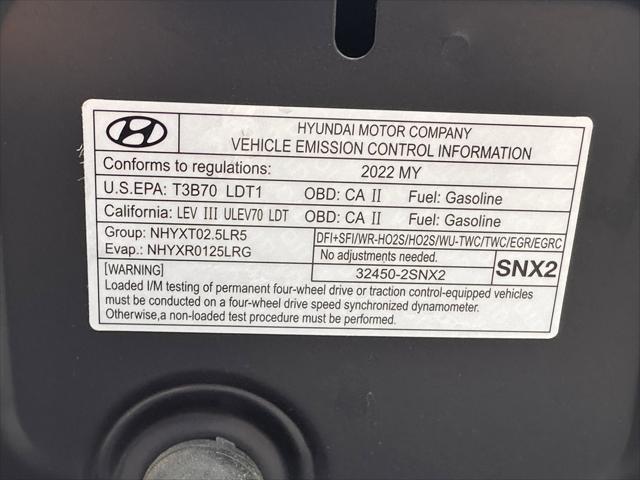 HYUNDAI MOTOR COMPANY
VEHICLE EMISSION CONTROL INFORMATION
Conforms to regulations: 2022 MY
U.S.EPA: T3B70 LDT1 OBD: CA II Fuel: Gasoline
California: LEV III ULEV70 LDT OBD: CA II Fuel: Gasoline
Group: NHYXT02.5LR5
Evap.: NHYXR0125LRG
DFI+SFI/WR-HO2S/HO2S/WU-TWC/TWC/EGR/EGRC
No adjustments needed.
32450-2SNX2
SNX2
[WARNING]
Loaded I/M testing of permanent four-wheel drive or traction control-equipped vehicles
must be conducted on a four-wheel drive speed synchronized dynamometer.
Otherwise,a non-loaded test procedure must be performed.